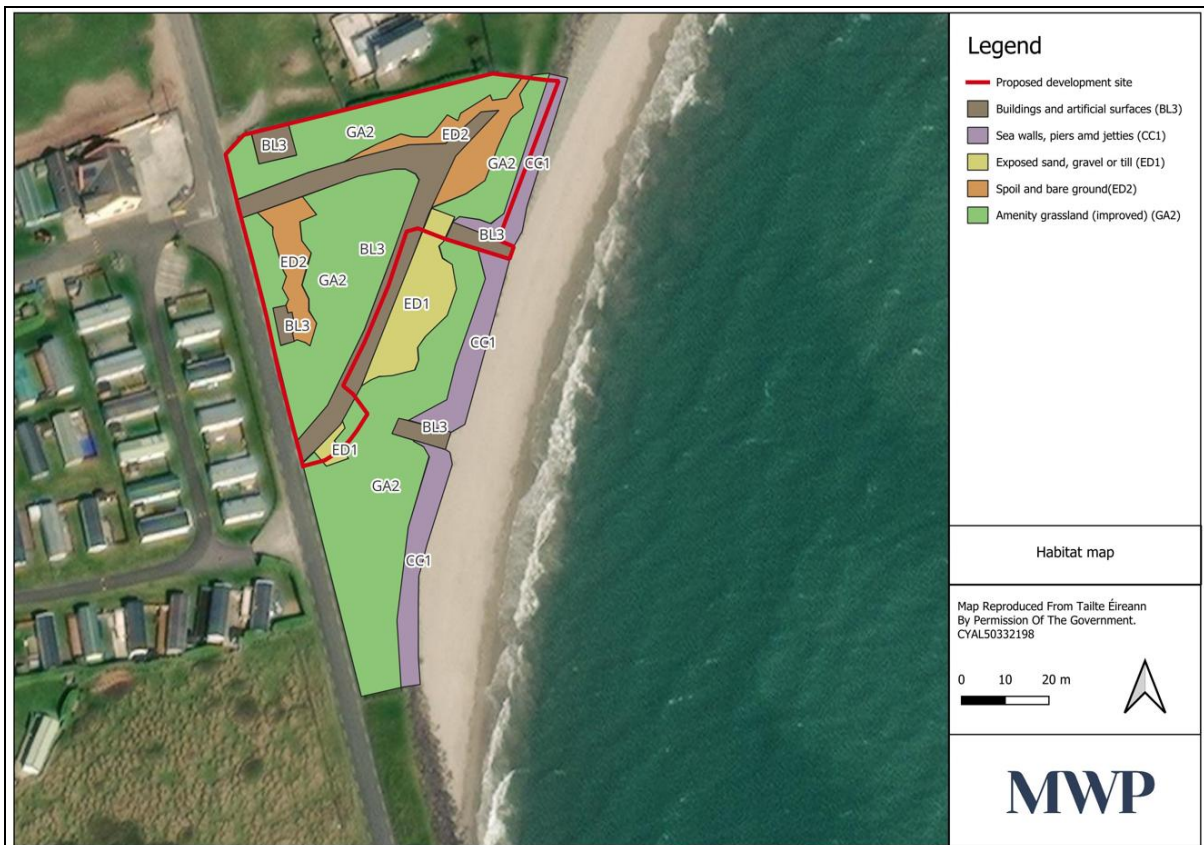 Legend
Proposed development site
Buildings and artificial surfaces (BL3)
Sea walls, piers amd jetties (CC1)
Exposed sand, gravel or till (ED1)
Spoil and bare ground(ED2)
Amenity grassland (improved) (GA2)
BL3
GA2
ED2
GA2
CC1
BL3
ED2
GA2
BL3
ED1
BL3
CC1
BL3
ED1
GA2
CC1
Habitat map
Map Reproduced From Tailte Éireann
By Permission Of The Government.
CYAL50332198
0 10 20 m
MWP